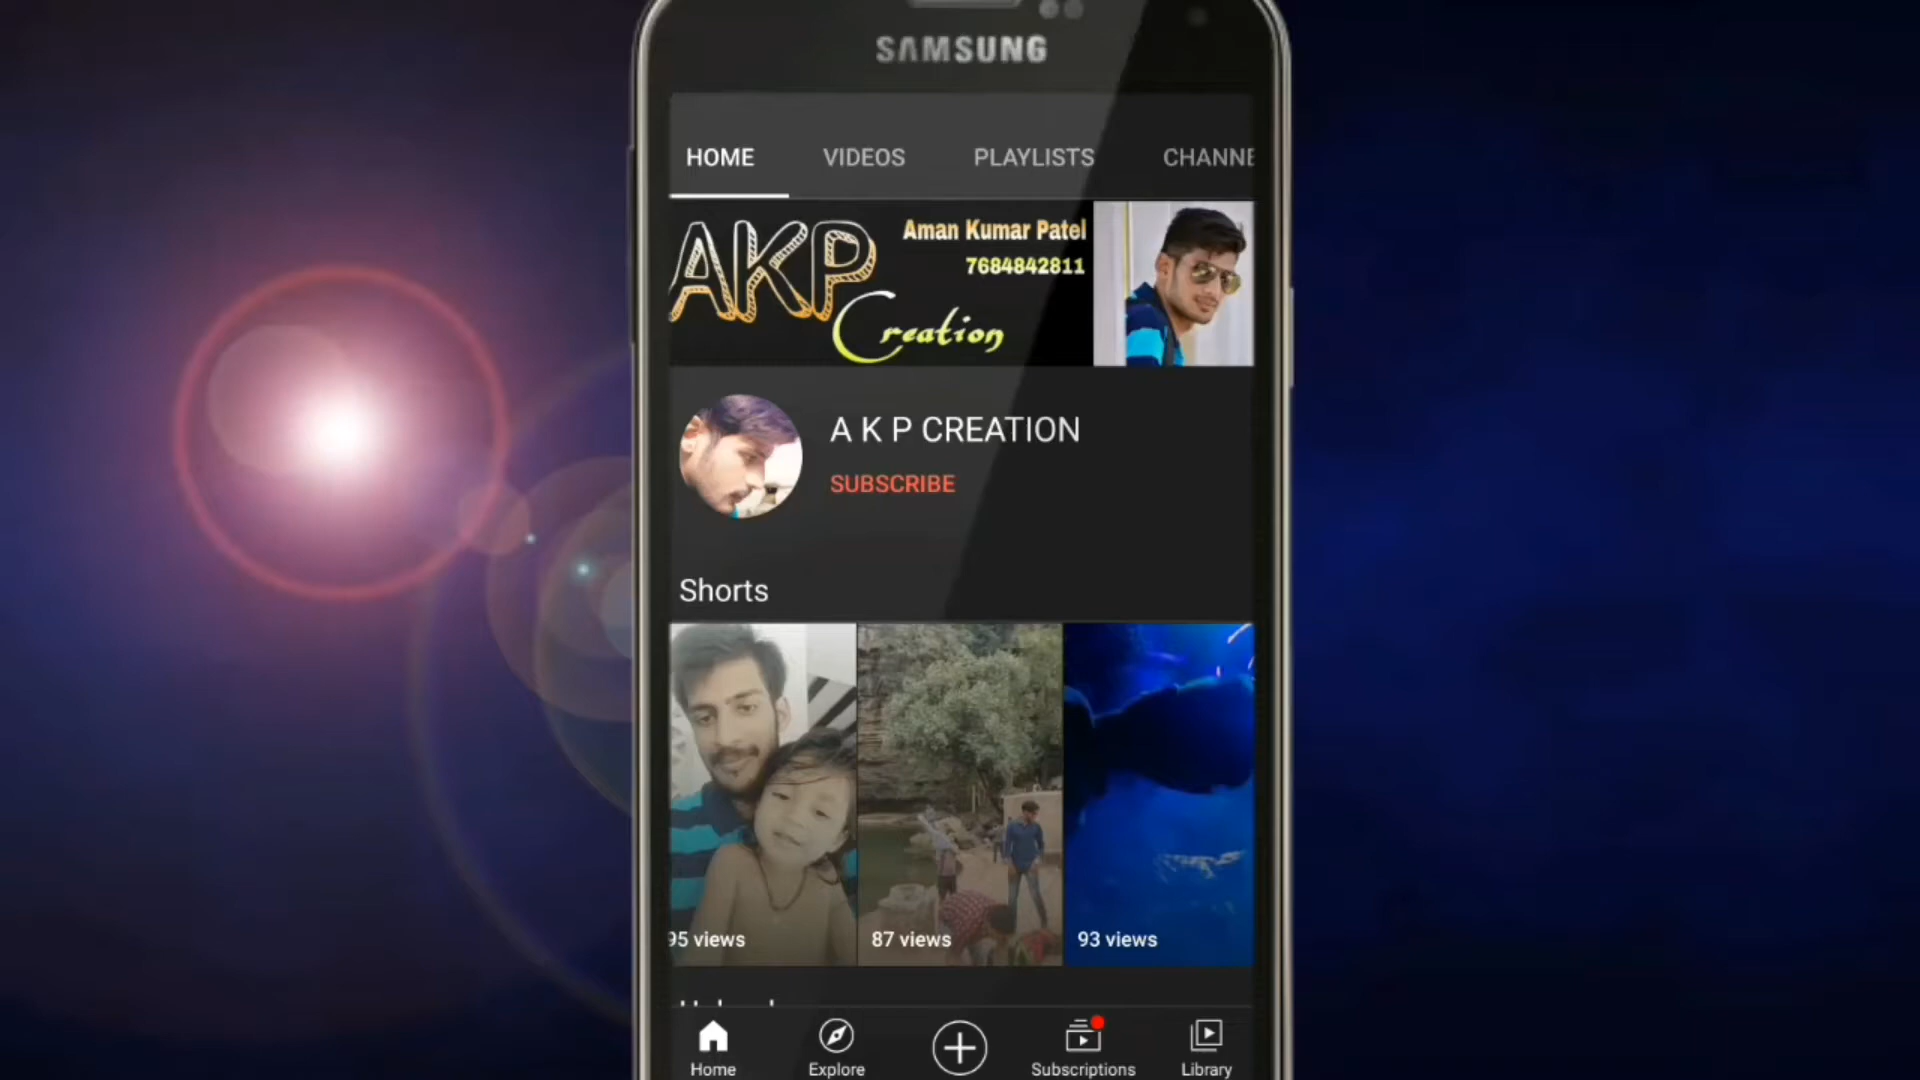 SAMSUNG
HOME VIDEOS PLAYLISTS CHANNE
AKP
Aman Kumar Patel
7684842811
Creation
A K P CREATION
SUBSCRIBE
Shorts
95 views 87 views 93 views
Home Explore Subscriptions Library